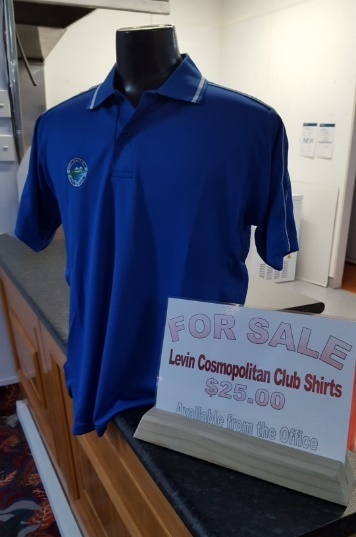 FOR SALE
Levin Cosmopolitan Club Shirts
$25.00
Available from the Office